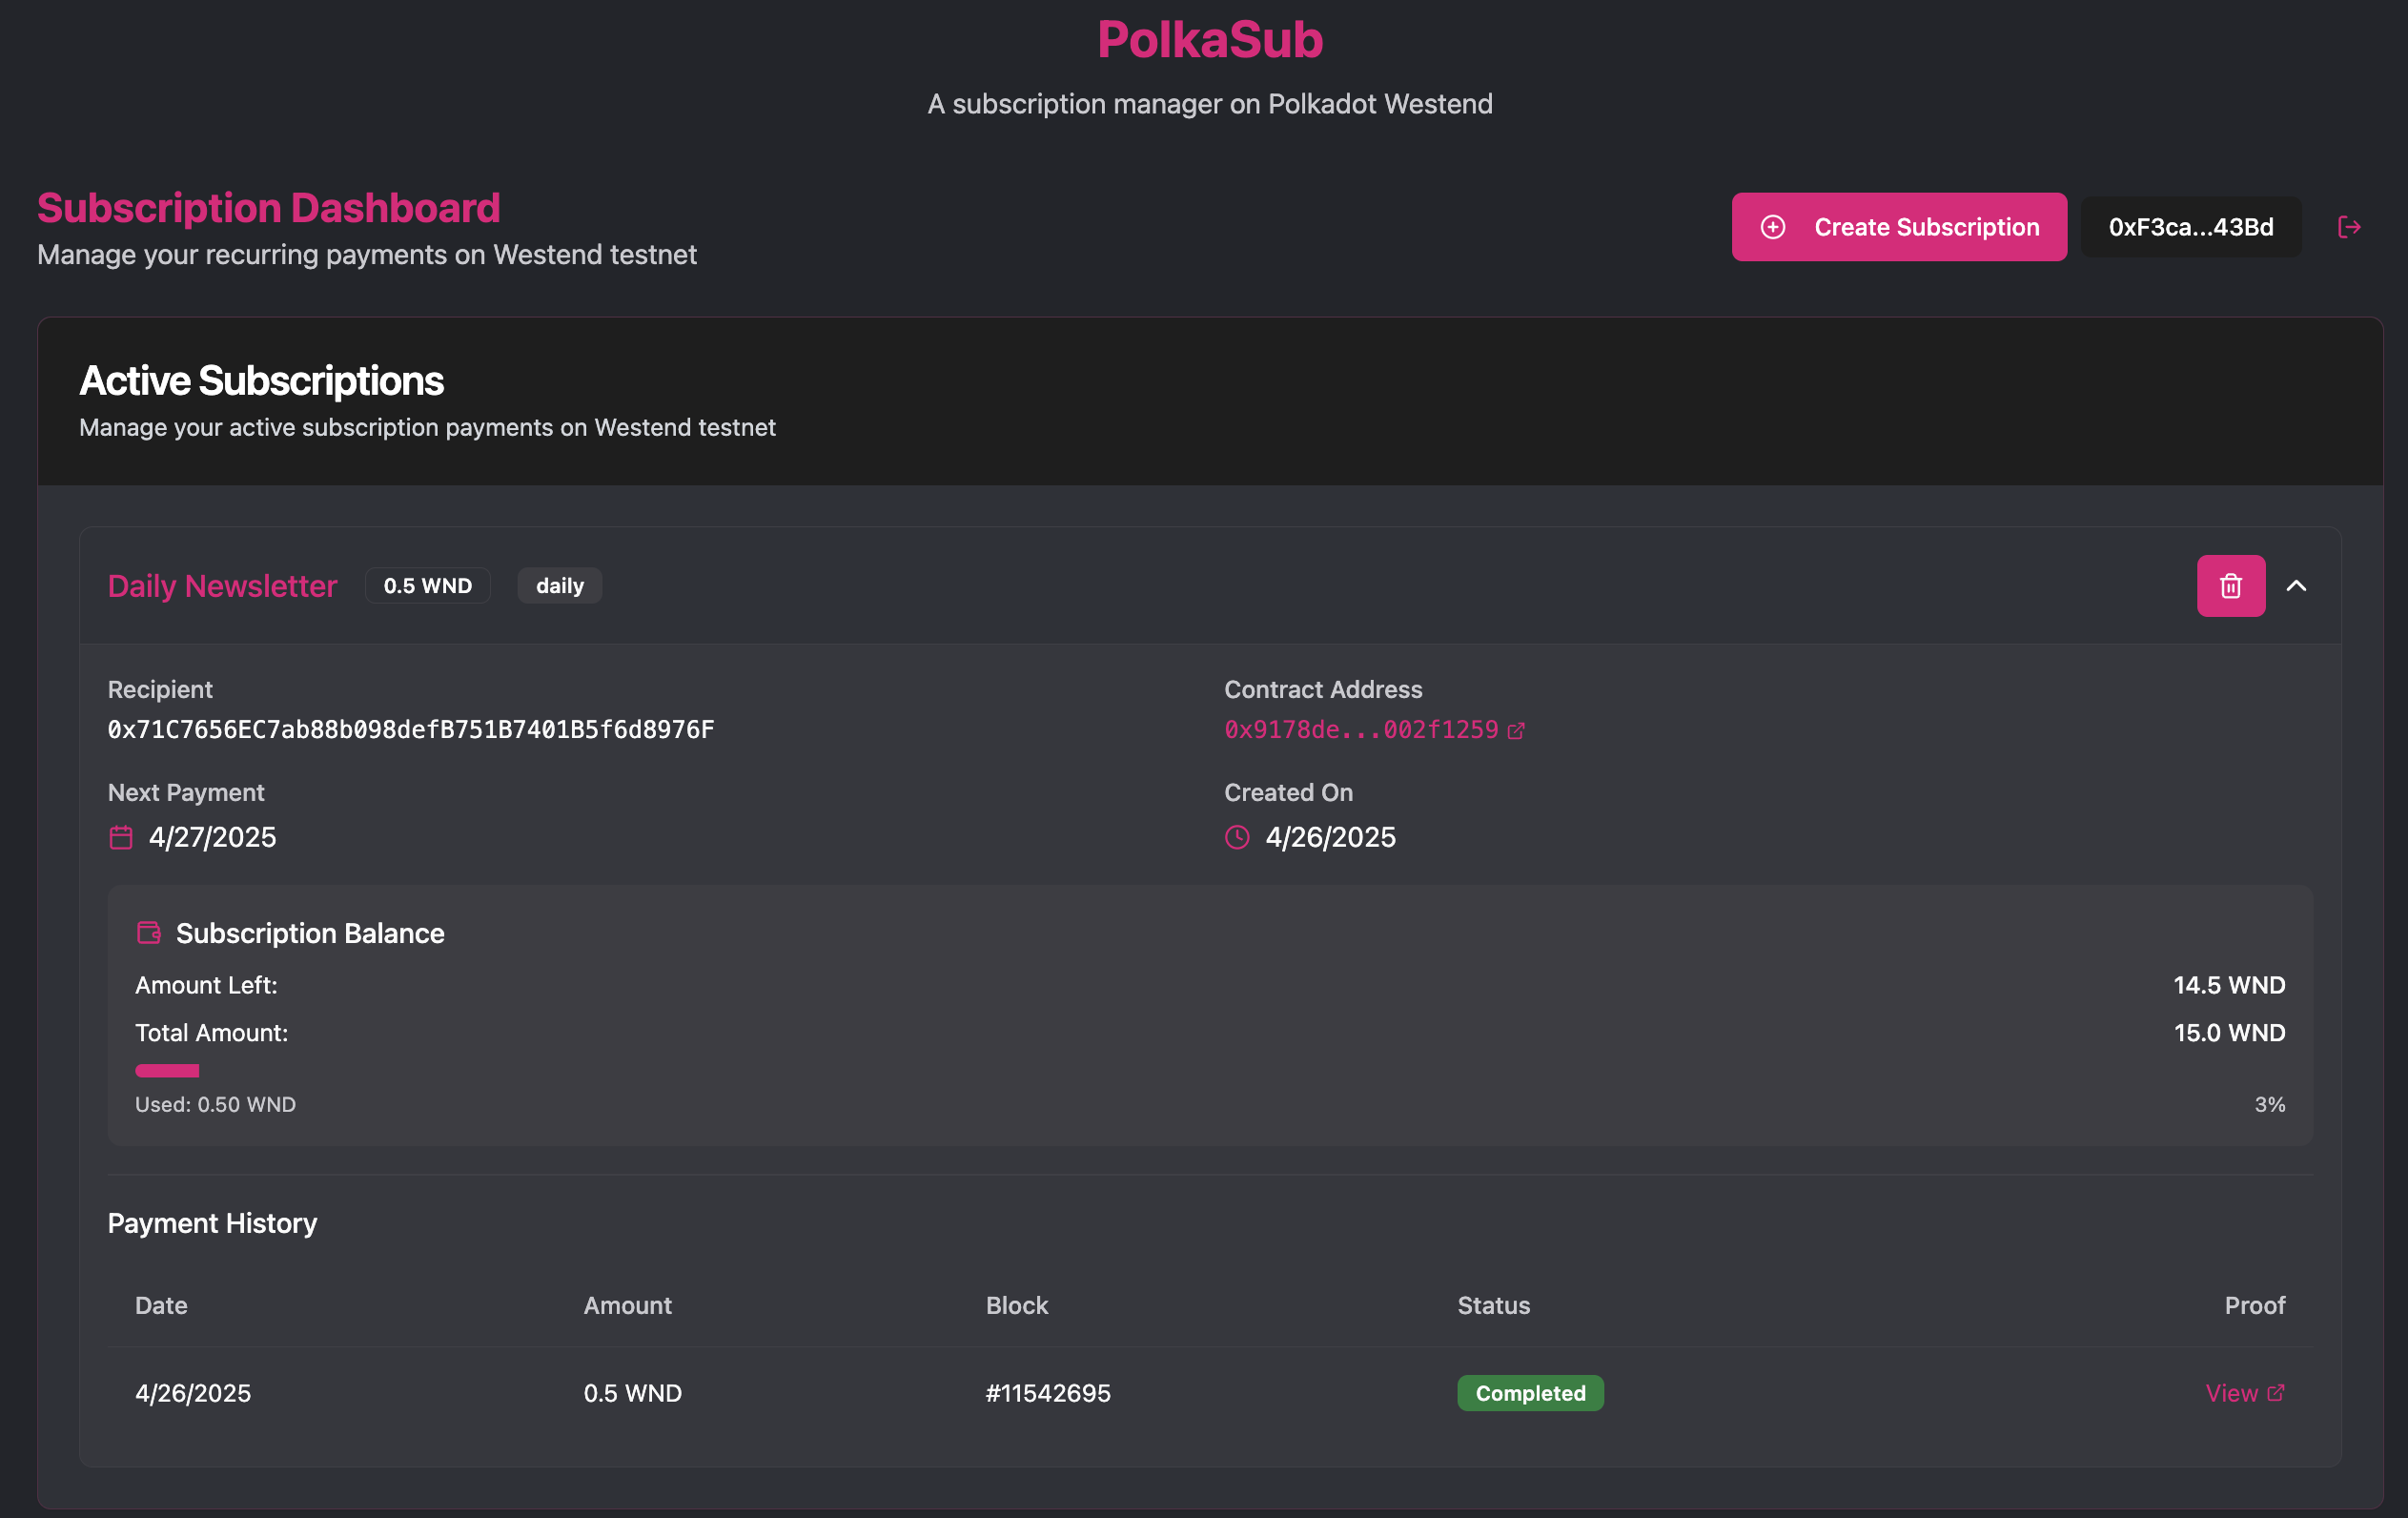 PolkaSub
A subscription manager on Polkadot Westend
Subscription Dashboard
Manage your recurring payments on Westend testnet
Create Subscription
0xF3ca...43Bd
Active Subscriptions
Manage your active subscription payments on Westend testnet
Daily Newsletter 0.5 WND daily
Recipient
0x71C7656EC7ab88b098defB751B7401B5f6d8976F
Contract Address
0x9178de...002f1259
Next Payment
4/27/2025
Created On
4/26/2025
Subscription Balance
Amount Left: 14.5 WND
Total Amount: 15.0 WND
Used: 0.50 WND 3%
Payment History
Date Amount Block Status Proof
4/26/2025 0.5 WND #11542695 Completed View